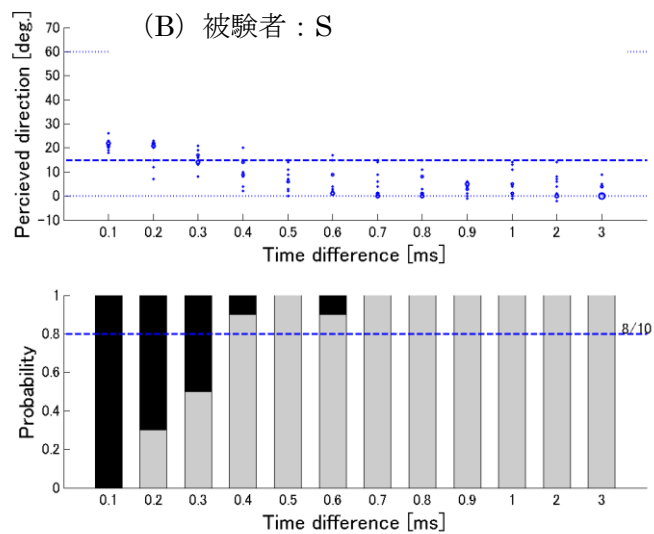 (B) 被験者：S
Percieved direction [deg.]
70
60
50
40
30
20
10
0
-10
0.1 0.2 0.3 0.4 0.5 0.6 0.7 0.8 0.9 1 2 3
Time difference [ms]
Probability
1
0.8
0.6
0.4
0.2
0
8/10
0.1 0.2 0.3 0.4 0.5 0.6 0.7 0.8 0.9 1 2 3
Time difference [ms]